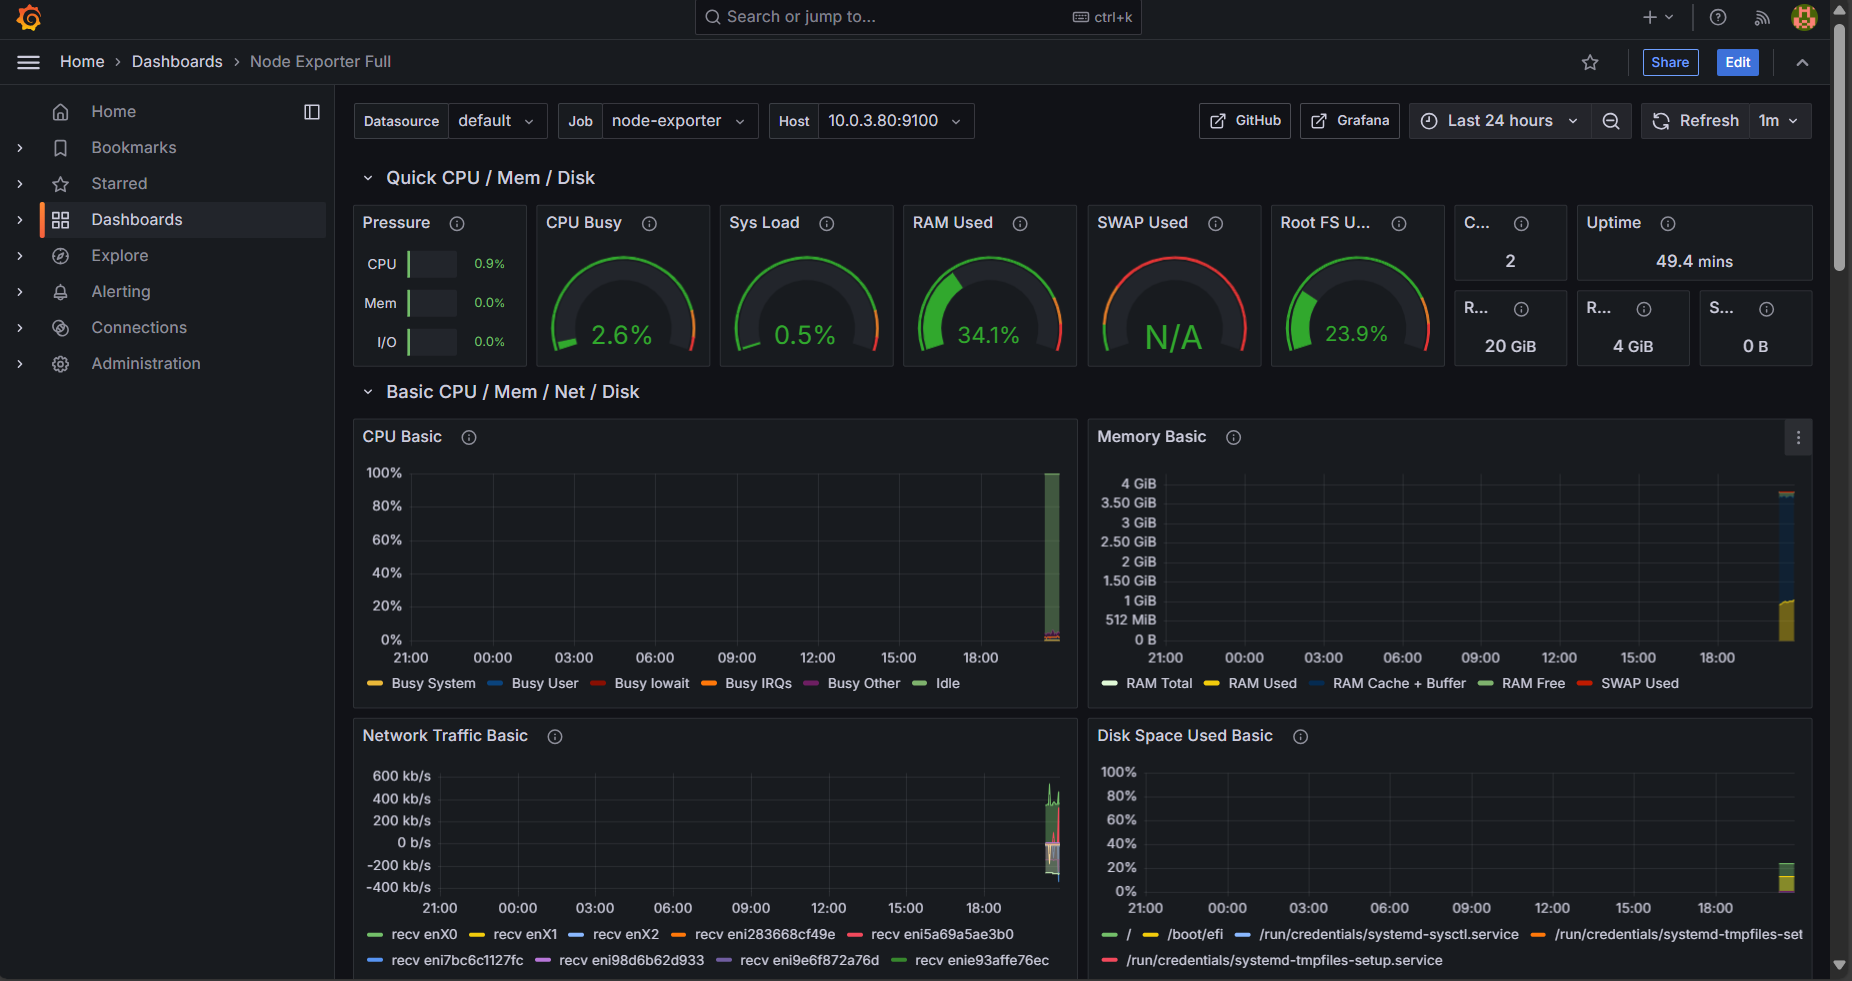 Search or jump to...
ctrl+k
Home › Dashboards › Node Exporter Full
Share
Edit
Home
Bookmarks
Starred
Dashboards
Explore
Alerting
Connections
Administration
Datasource default
Job node-exporter
Host 10.0.3.80:9100
GitHub
Grafana
Last 24 hours
Refresh 1m
Quick CPU / Mem / Disk
Pressure
CPU 0.9%
Mem 0.0%
I/O 0.0%
CPU Busy
2.6%
Sys Load
0.5%
RAM Used
34.1%
SWAP Used
N/A
Root FS U...
23.9%
C...
2
Uptime
49.4 mins
R...
20 GiB
R...
4 GiB
S...
0 B
Basic CPU / Mem / Net / Disk
CPU Basic
100%
80%
60%
40%
20%
0%
21:00 00:00 03:00 06:00 09:00 12:00 15:00 18:00
Busy System Busy User Busy Iowait Busy IRQs Busy Other Idle
Memory Basic
4 GiB
3.50 GiB
3 GiB
2.50 GiB
2 GiB
1.50 GiB
1 GiB
512 MiB
0 B
21:00 00:00 03:00 06:00 09:00 12:00 15:00 18:00
RAM Total RAM Used RAM Cache + Buffer RAM Free SWAP Used
Network Traffic Basic
600 kb/s
400 kb/s
200 kb/s
0 b/s
-200 kb/s
-400 kb/s
21:00 00:00 03:00 06:00 09:00 12:00 15:00 18:00
recv enX0 recv enX1 recv enX2 recv eni283668cf49e recv eni5a69a5ae3b0
recv eni7bc6c1127fc recv eni98d6b62d933 recv eni9e6f872a76d recv enie93affe76ec
Disk Space Used Basic
100%
80%
60%
40%
20%
0%
21:00 00:00 03:00 06:00 09:00 12:00 15:00 18:00
/ /boot/efi /run/credentials/systemd-sysctl.service /run/credentials/systemd-tmpfiles-set
/run/credentials/systemd-tmpfiles-setup.service